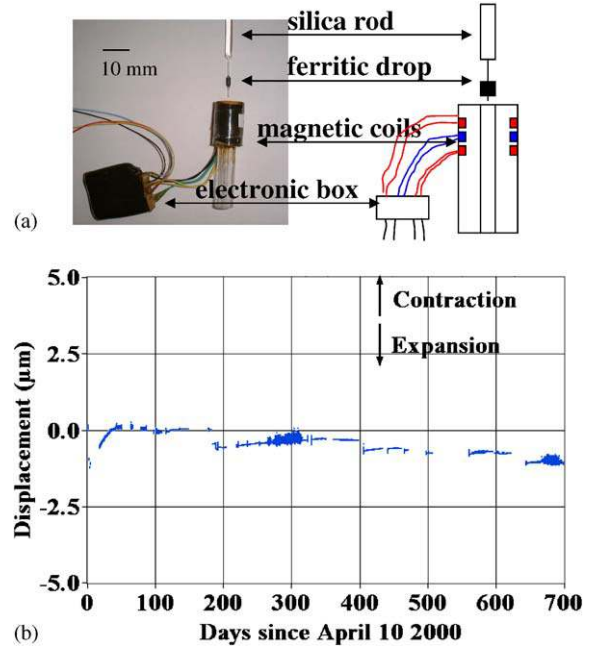 silica rod
10 mm
ferritic drop
magnetic coils
electronic box
(a)
5.0
2.5
0.0
-2.5
-5.0
Displacement (μm)
Contraction
Expansion
0 100 200 300 400 500 600 700
Days since April 10 2000
(b)